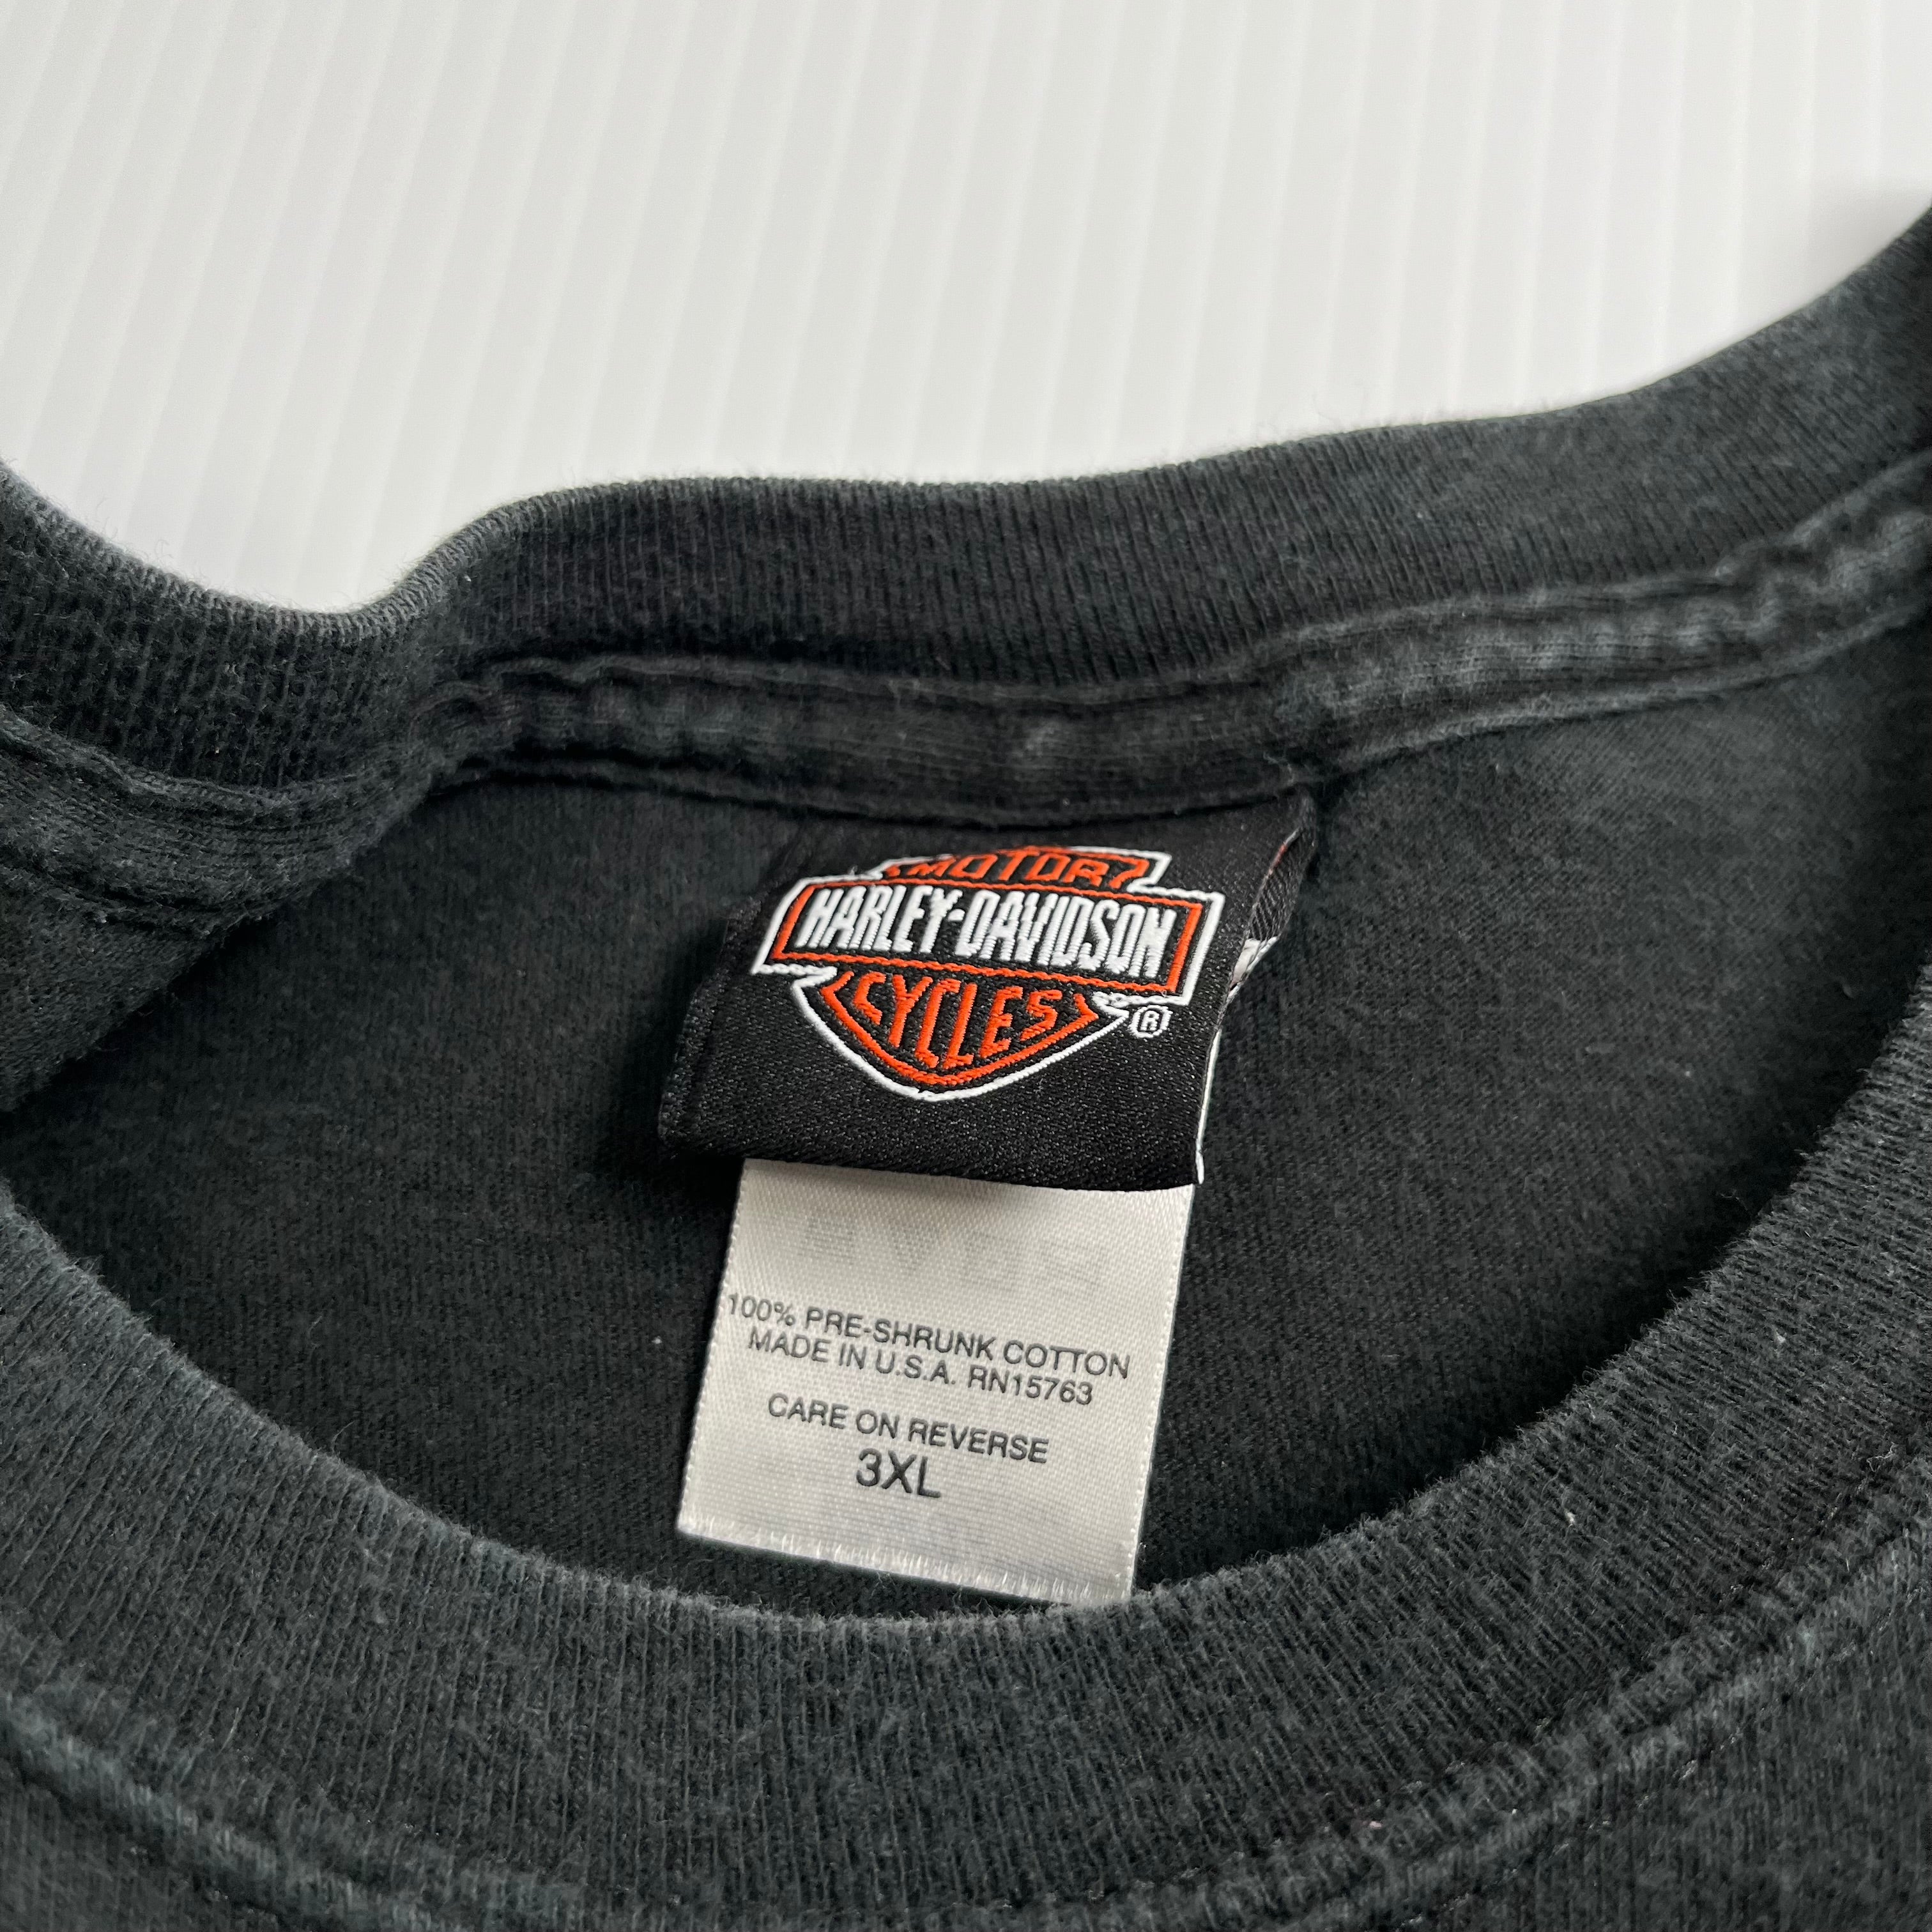 MOTOR
HARLEY-DAVIDSON
CYCLES
®
100% PRE-SHRUNK COTTON
MADE IN U.S.A. RN15763
CARE ON REVERSE
3XL